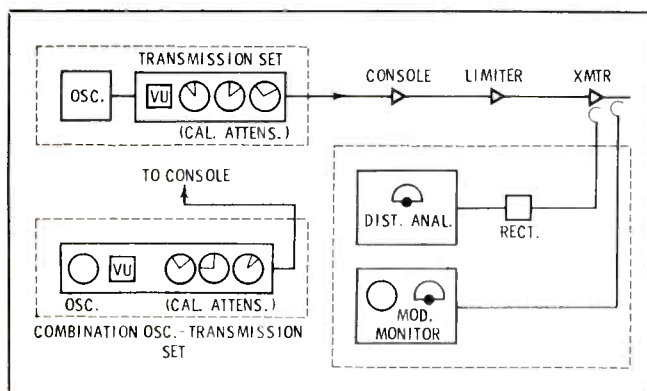 TRANSMISSION SET
OSC.
VU
(CAL. ATTENS.)
CONSOLE
LIMITER
XMTR
TO CONSOLE
VU
OSC.
(CAL. ATTENS.)
COMBINATION OSC.-TRANSMISSION
SET
DIST. ANAL.
RECT.
MOD.
MONITOR